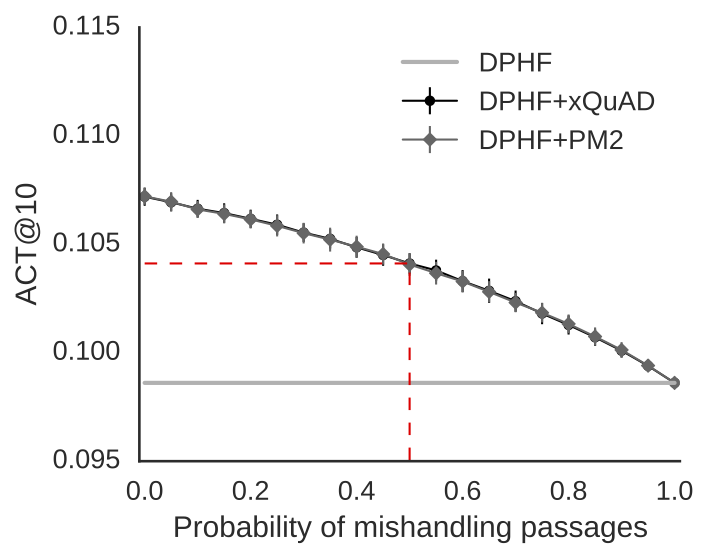 0.115
0.110
0.105
0.100
0.095
ACT@10
DPHF
DPHF+xQuAD
DPHF+PM2
0.0 0.2 0.4 0.6 0.8 1.0
Probability of mishandling passages